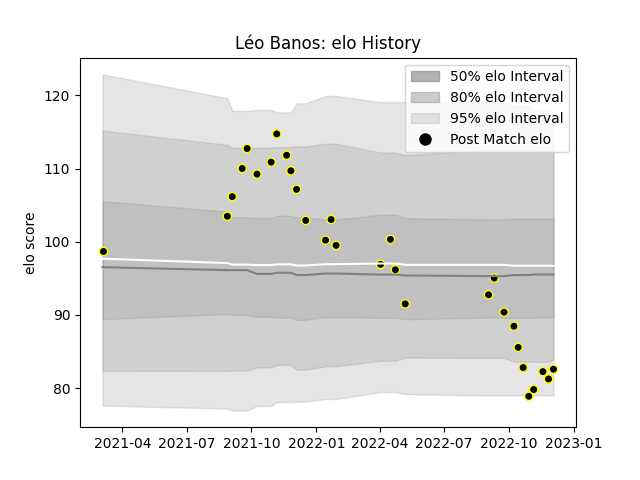 Léo Banos: elo History
50% elo Interval
80% elo Interval
95% elo Interval
Post Match elo
elo score
120
110
100
90
80
2021-04 2021-07 2021-10 2022-01 2022-04 2022-07 2022-10 2023-01